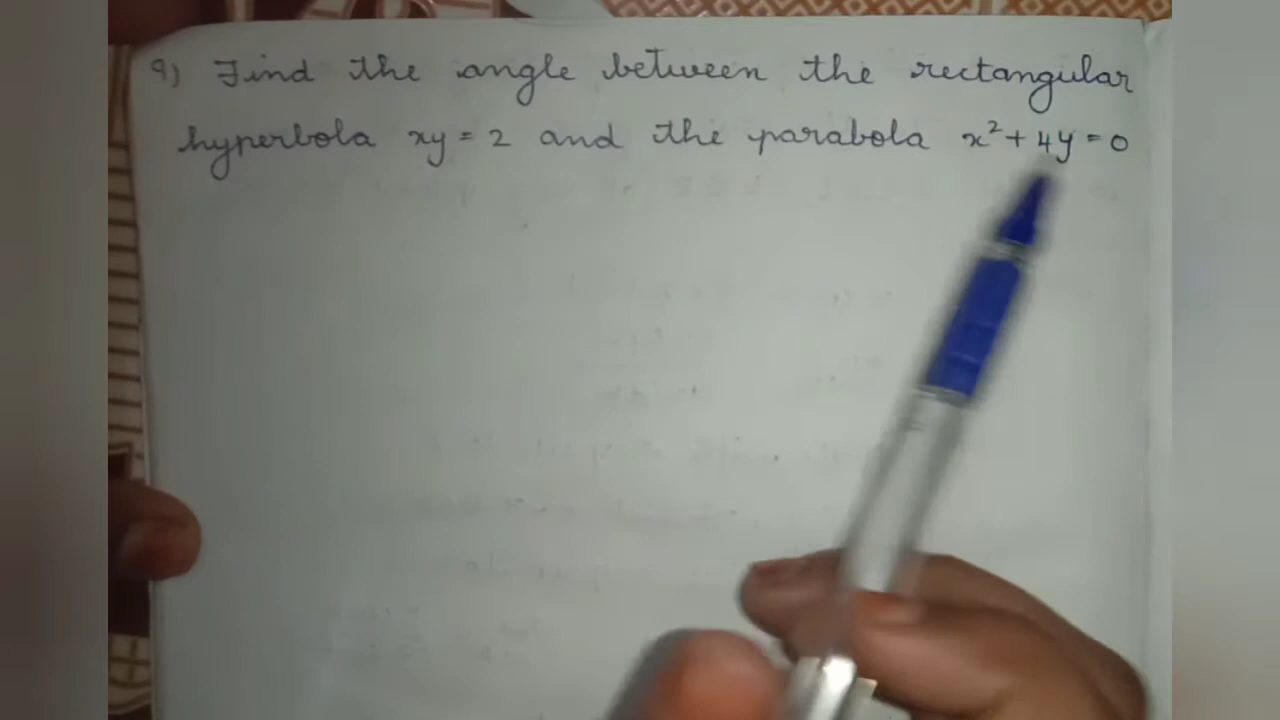 9) Find the angle between the rectangular
hyperbola xy = 2 and the parabola x² + 4y = 0